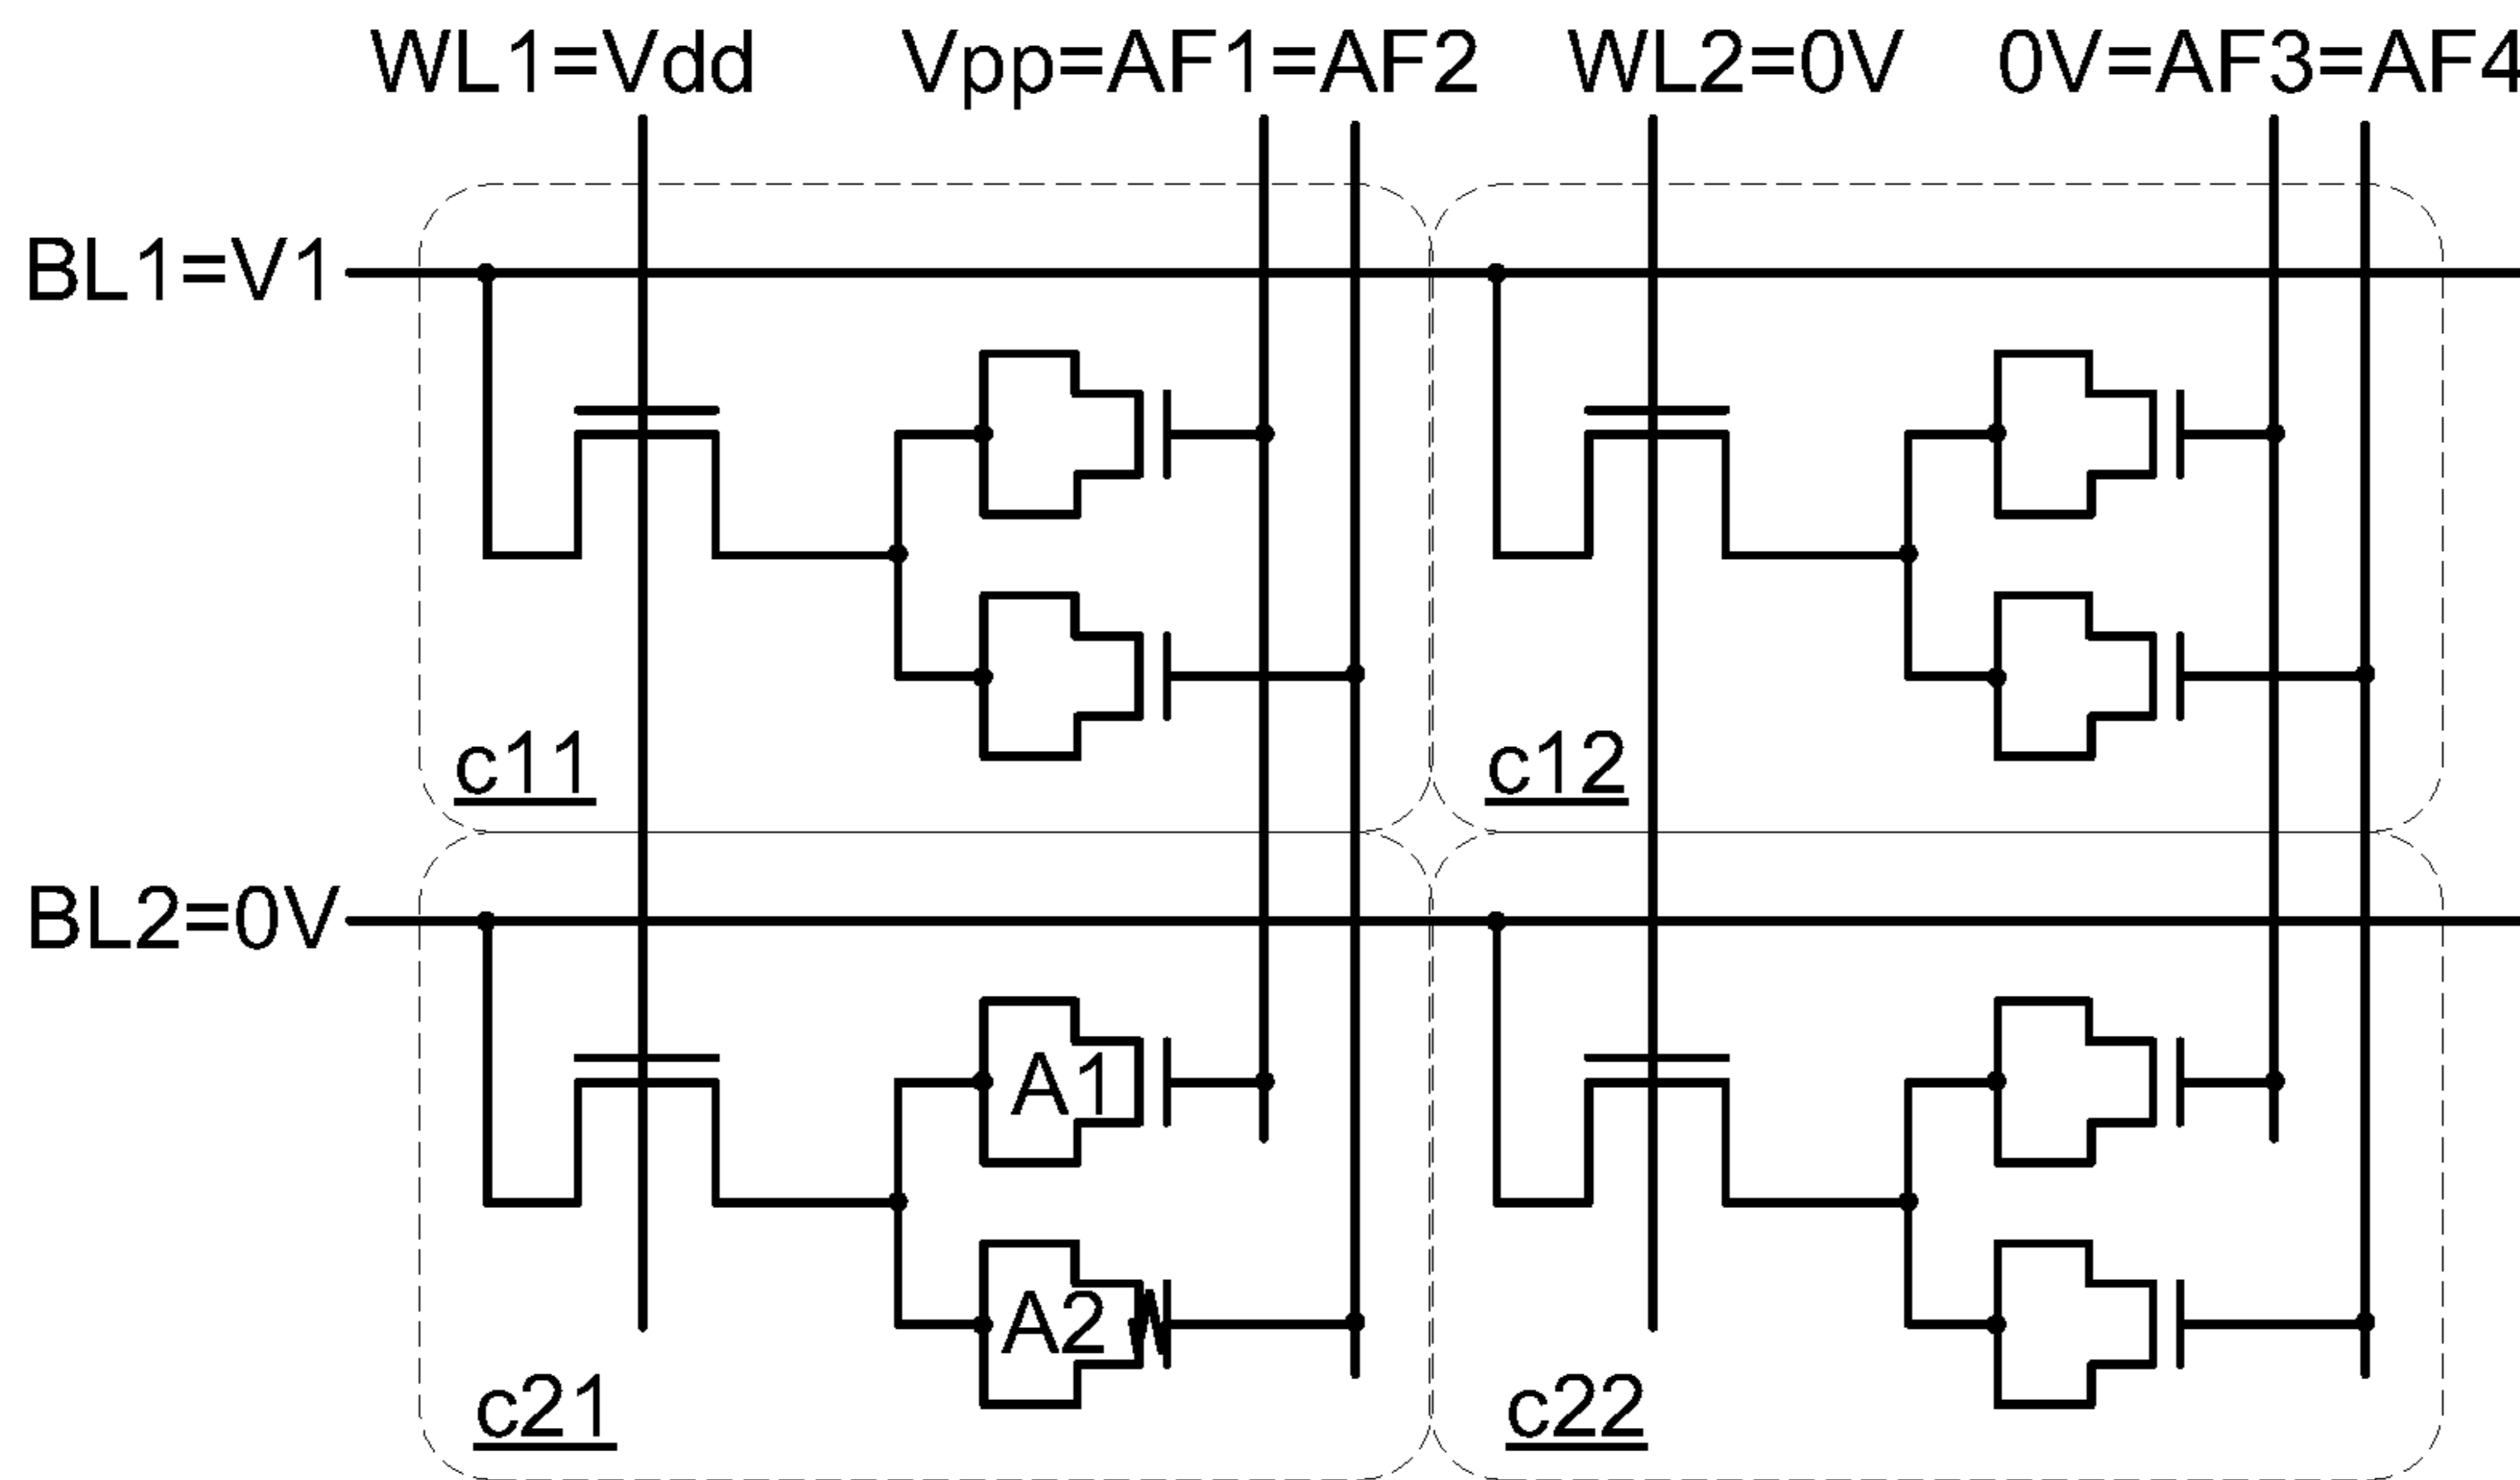 WL1=Vdd Vpp=AF1=AF2 WL2=0V 0V=AF3=AF4
BL1=V1
c11 c12
BL2=0V
A1
A2
c21 c22